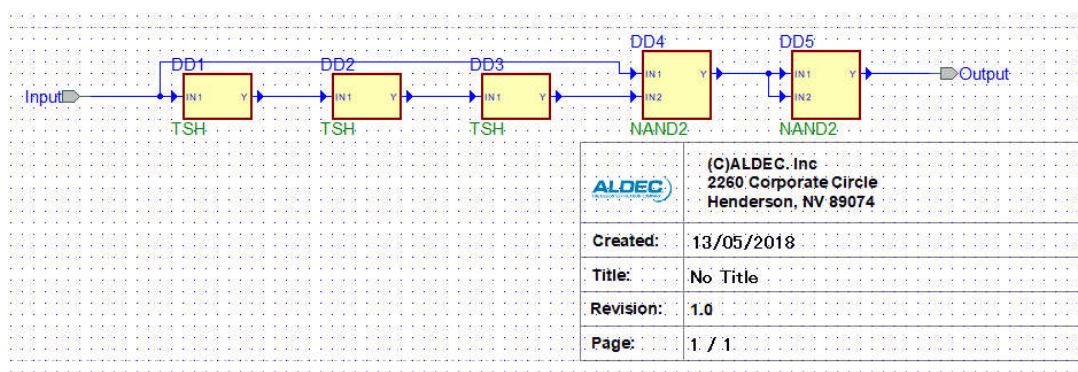 DD4 DD5
DD1 DD2 DD3
IN1 Y IN1 Y
Input IN1 Y IN1 Y IN1 Y IN2 IN2 Output
TSH TSH TSH NAND2 NAND2
(C)ALDEC. Inc
2260 Corporate Circle
Henderson, NV 89074
ALDEC
Created: 13/05/2018
Title: No Title
Revision: 1.0
Page: 1 / 1